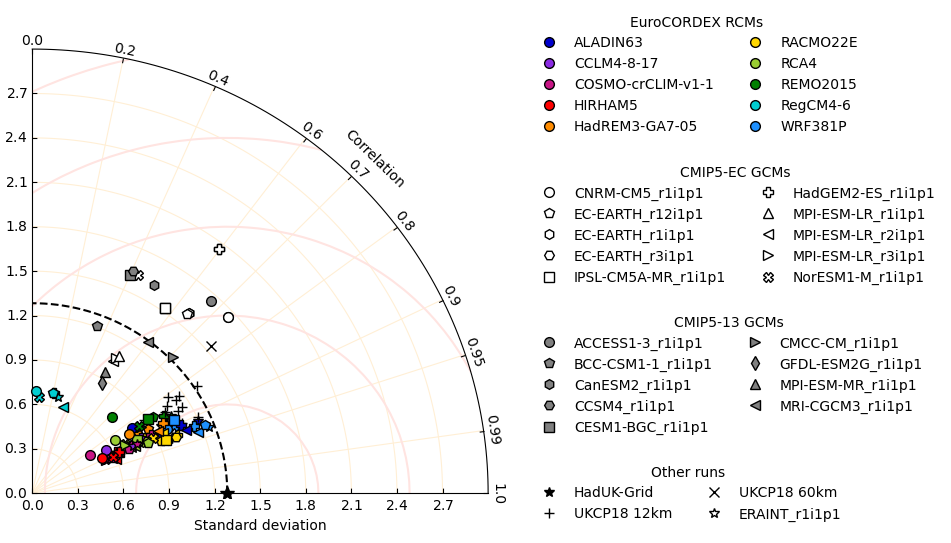 0.0
0.2
0.4
0.6
Correlation
0.7
0.8
0.9
0.95
0.99
1.0
2.7
2.4
2.1
1.8
1.5
1.2
0.9
0.6
0.3
0.0
0.0 0.3 0.6 0.9 1.2 1.5 1.8 2.1 2.4 2.7
Standard deviation
EuroCORDEX RCMs
ALADIN63 RACMO22E
CCLM4-8-17 RCA4
COSMO-crCLIM-v1-1 REMO2015
HIRHAM5 RegCM4-6
HadREM3-GA7-05 WRF381P
CMIP5-EC GCMs
CNRM-CM5_r1i1p1 HadGEM2-ES_r1i1p1
EC-EARTH_r12i1p1 MPI-ESM-LR_r1i1p1
EC-EARTH_r1i1p1 MPI-ESM-LR_r2i1p1
EC-EARTH_r3i1p1 MPI-ESM-LR_r3i1p1
IPSL-CM5A-MR_r1i1p1 NorESM1-M_r1i1p1
CMIP5-13 GCMs
ACCESS1-3_r1i1p1 CMCC-CM_r1i1p1
BCC-CSM1-1_r1i1p1 GFDL-ESM2G_r1i1p1
CanESM2_r1i1p1 MPI-ESM-MR_r1i1p1
CCSM4_r1i1p1 MRI-CGCM3_r1i1p1
CESM1-BGC_r1i1p1
Other runs
HadUK-Grid UKCP18 60km
UKCP18 12km ERAINT_r1i1p1